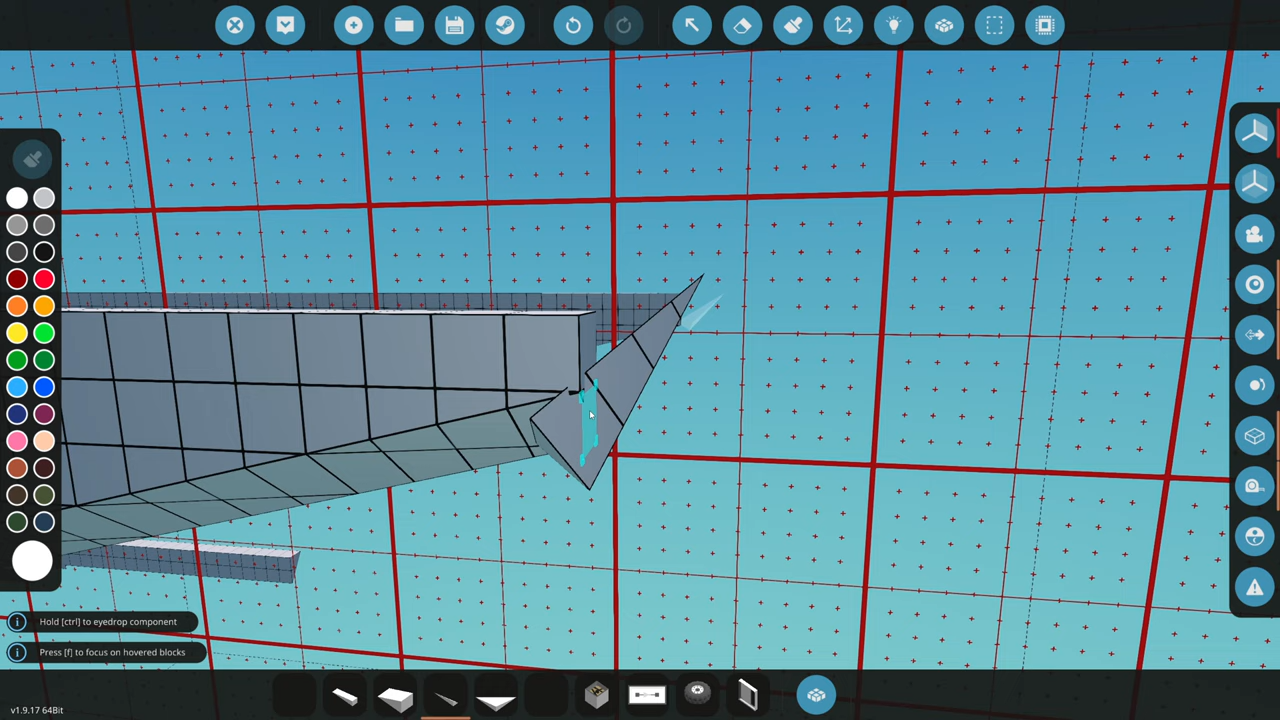 Hold [ctrl] to eyedrop component
Press [f] to focus on hovered blocks
v1.9.17 64Bit